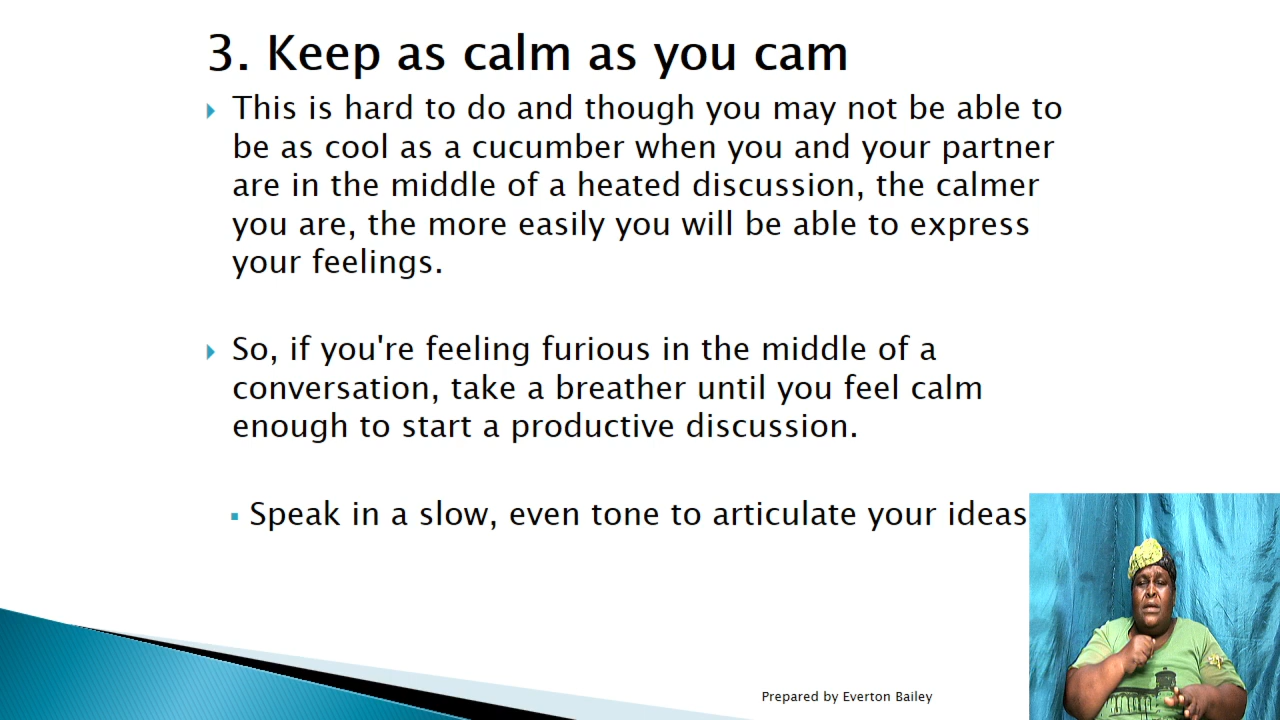 3. Keep as calm as you cam
This is hard to do and though you may not be able to
be as cool as a cucumber when you and your partner
are in the middle of a heated discussion, the calmer
you are, the more easily you will be able to express
your feelings.
So, if you're feeling furious in the middle of a
conversation, take a breather until you feel calm
enough to start a productive discussion.
Speak in a slow, even tone to articulate your ideas
Prepared by Everton Bailey